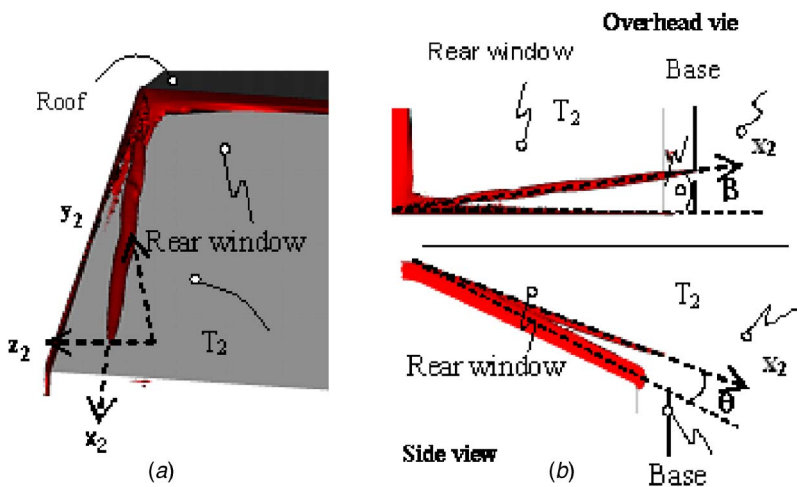 Roof
y₂
Rear window
T₂
z₂
x₂
(a)
Overhead vie
Rear window
Base
T₂
x₂
β
T₂
Rear window
x₂
θ
Side view
Base
(b)